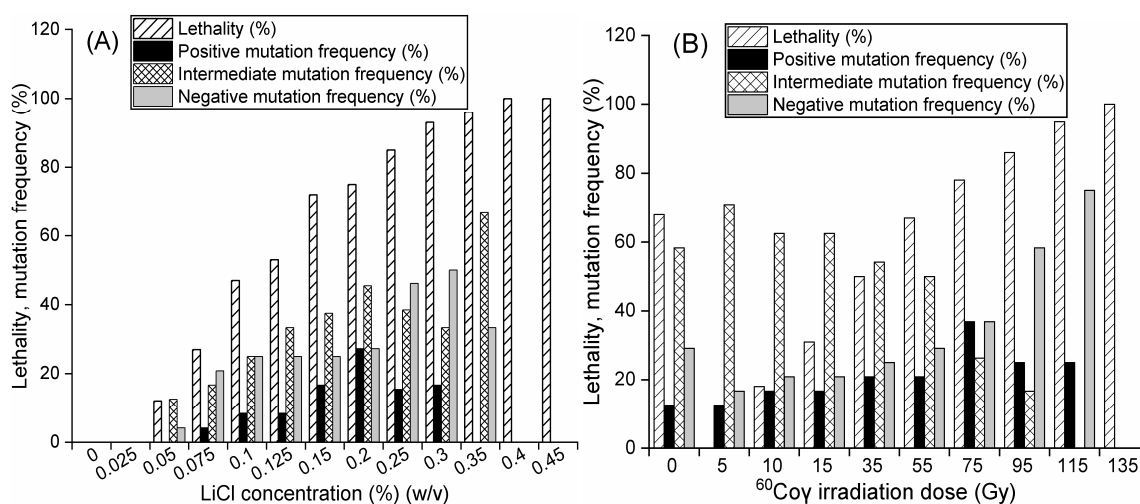 (A)
Lethality (%)
Positive mutation frequency (%)
Intermediate mutation frequency (%)
Negative mutation frequency (%)
Lethality, mutation frequency (%)
120
100
80
60
40
20
0
0 0.025 0.05 0.075 0.1 0.125 0.15 0.2 0.25 0.3 0.35 0.4 0.45
LiCl concentration (%) (w/v)
(B)
Lethality (%)
Positive mutation frequency (%)
Intermediate mutation frequency (%)
Negative mutation frequency (%)
Lethality, mutation frequency (%)
120
100
80
60
40
20
0
0 5 10 15 35 55 75 95 115 135
⁶⁰Coγ irradiation dose (Gy)